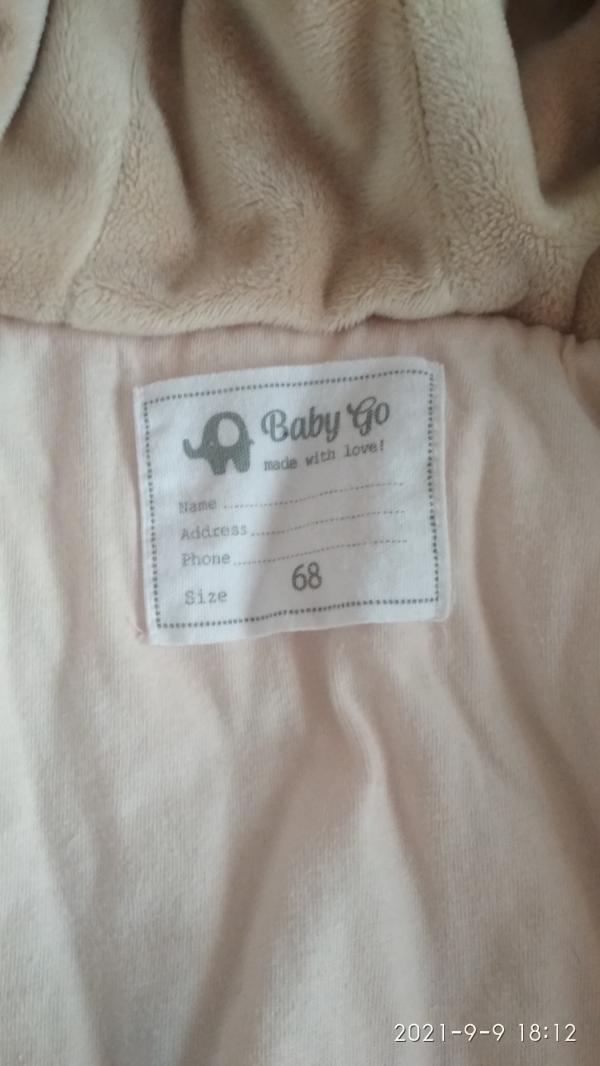 Baby Go
made with love!
Name
Address
Phone
Size 68
2021-9-9 18:12